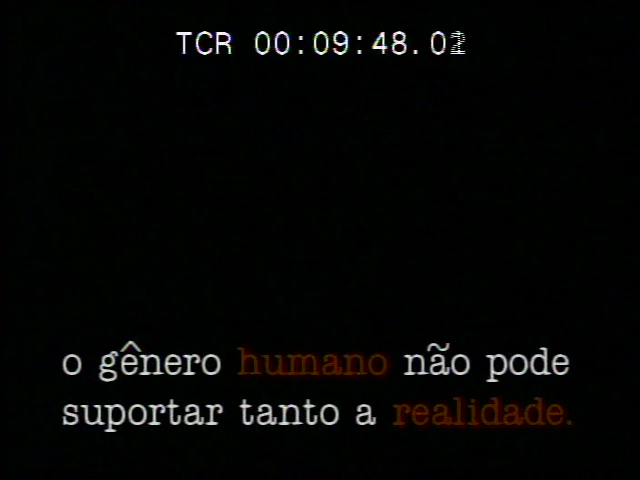 TCR 00:09:48.02
o gênero humano não pode
suportar tanto a realidade.